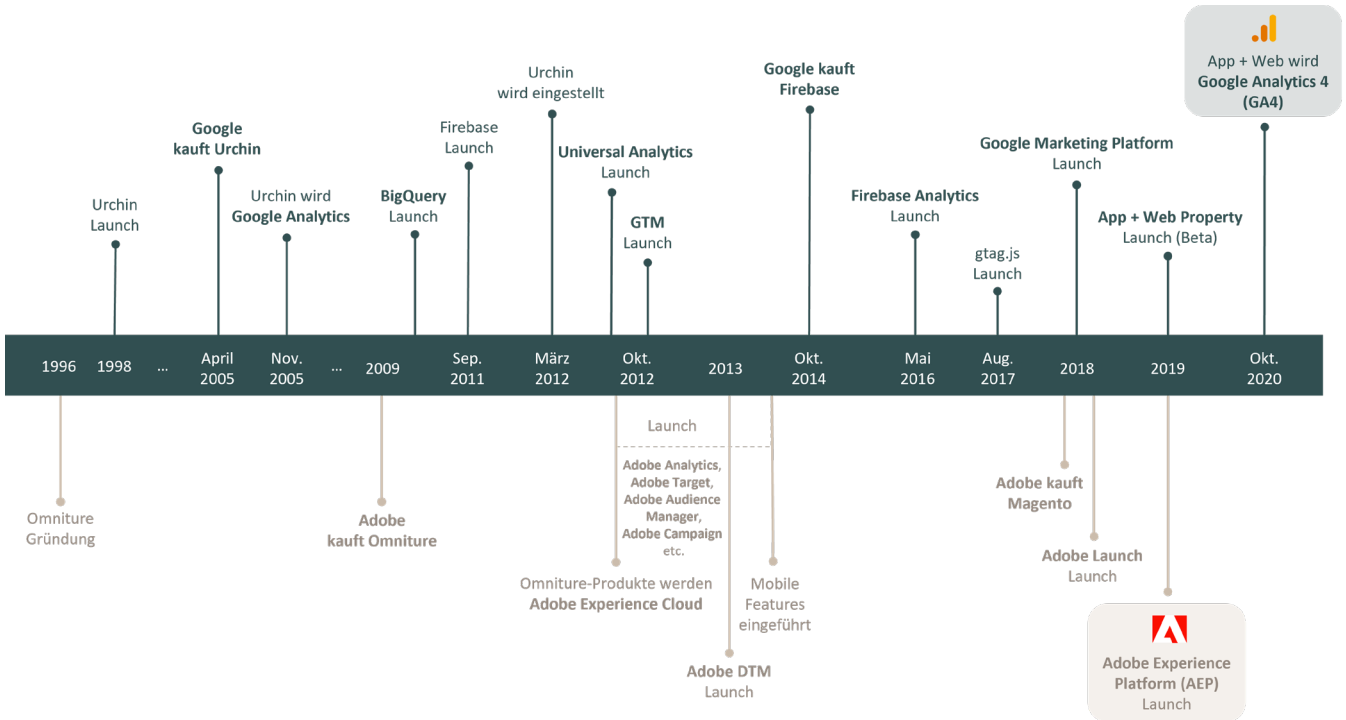 App + Web wird
Google Analytics 4
(GA4)
Google kauft
Firebase
Urchin
wird eingestellt
Google
kauft Urchin
Firebase
Launch
Universal Analytics
Launch
Google Marketing Platform
Launch
Urchin
Launch
Urchin wird
Google Analytics
BigQuery
Launch
GTM
Launch
Firebase Analytics
Launch
App + Web Property
Launch (Beta)
gtag.js
Launch
1996
1998
...
April
2005
Nov.
2005
...
2009
Sep.
2011
März
2012
Okt.
2012
2013
Okt.
2014
Mai
2016
Aug.
2017
2018
2019
Okt.
2020
Launch
Adobe Analytics,
Adobe Target,
Adobe Audience
Manager,
Adobe Campaign
etc.
Omniture
Gründung
Adobe
kauft Omniture
Adobe kauft
Magento
Adobe Launch
Launch
Omniture-Produkte werden
Adobe Experience Cloud
Mobile
Features
eingeführt
Adobe DTM
Launch
Adobe Experience
Platform (AEP)
Launch